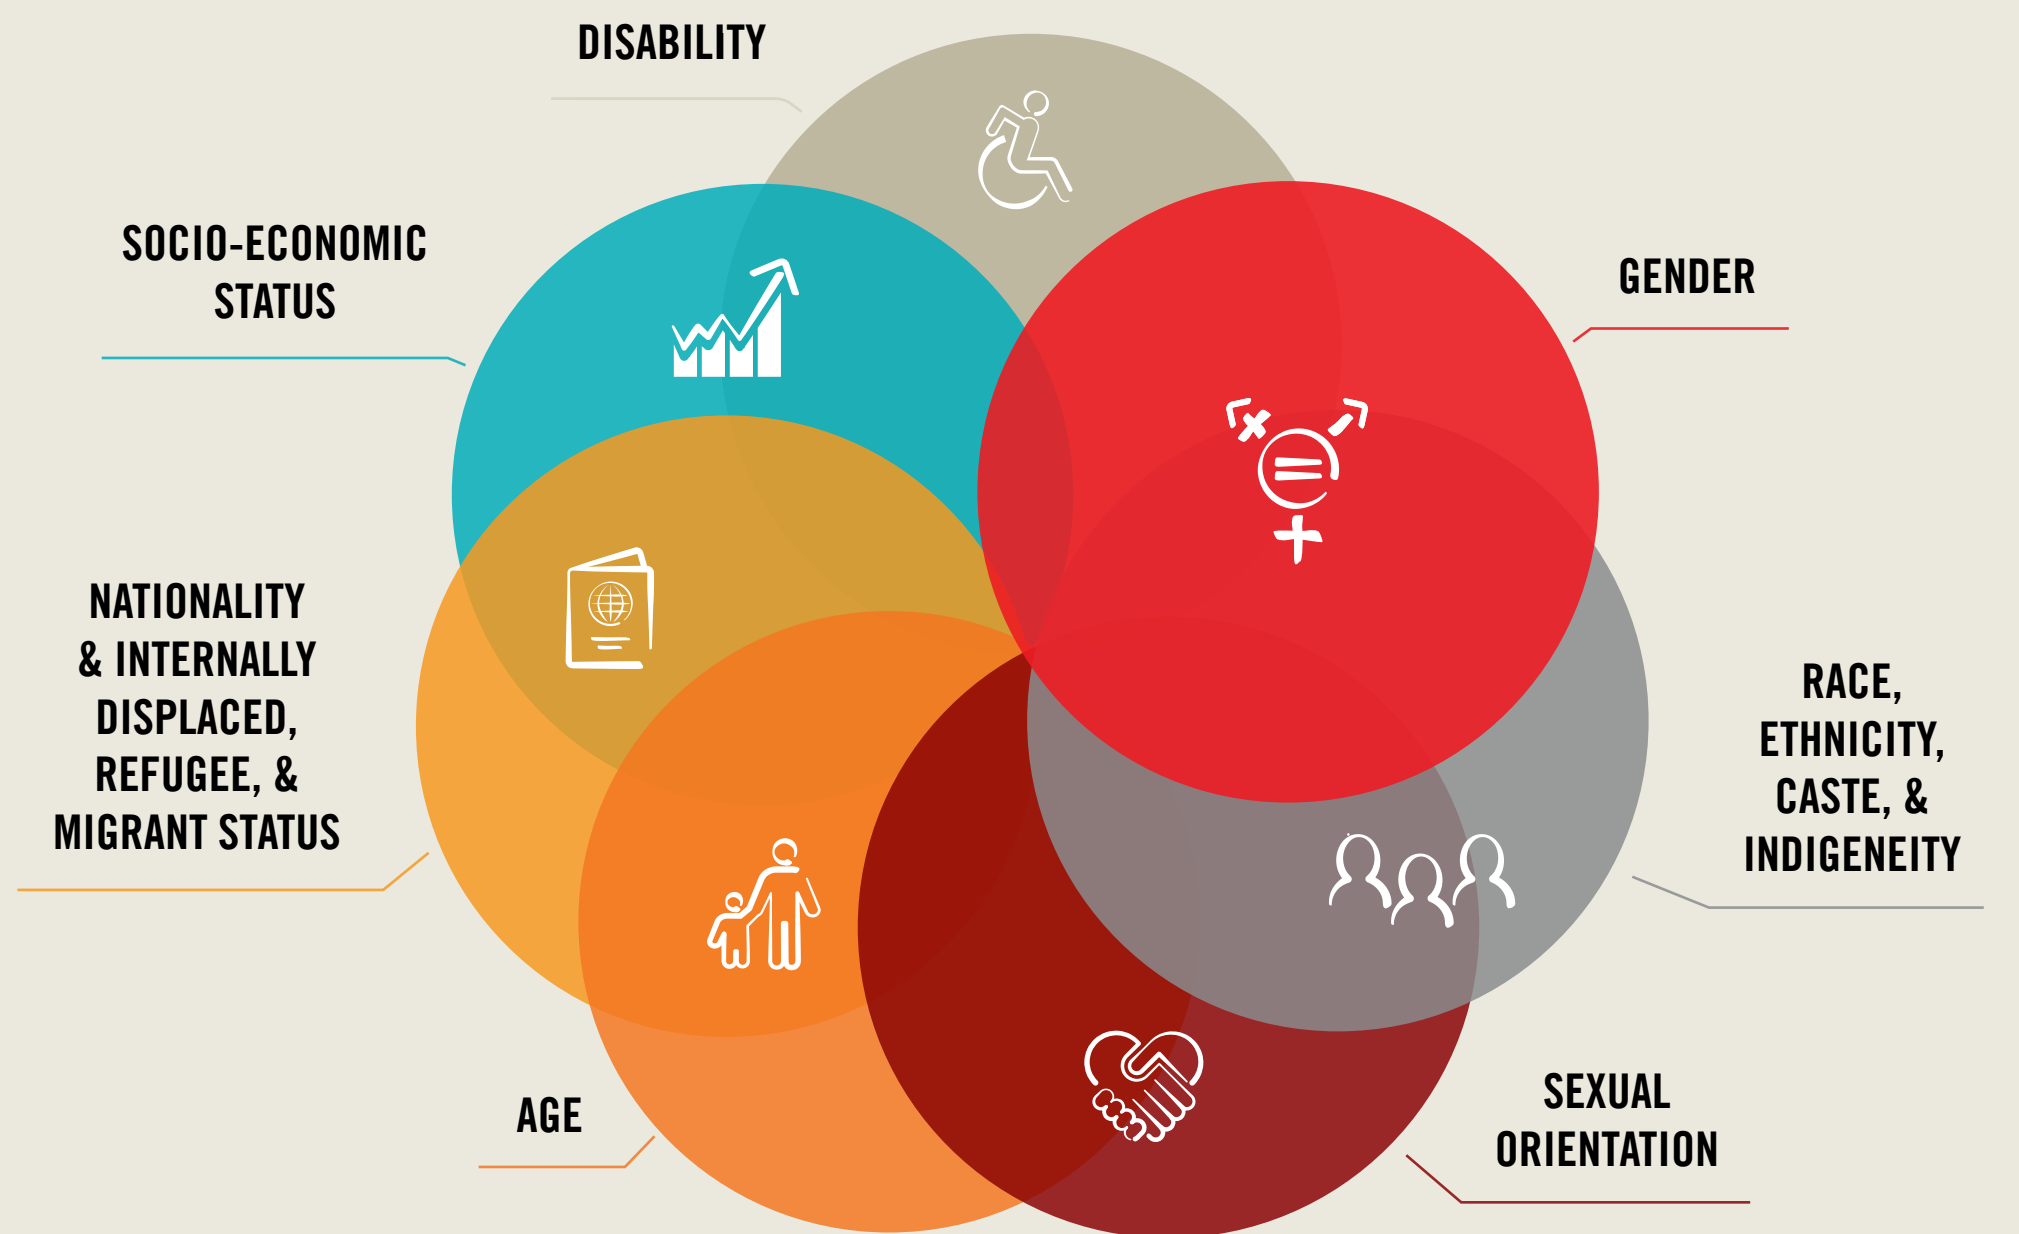 DISABILITY
SOCIO-ECONOMIC
STATUS
GENDER
NATIONALITY
& INTERNALLY
DISPLACED,
REFUGEE, &
MIGRANT STATUS
RACE,
ETHNICITY,
CASTE, &
INDIGENEITY
AGE
SEXUAL
ORIENTATION